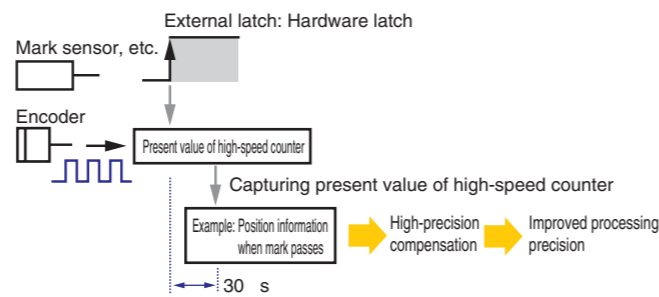 External latch: Hardware latch
Mark sensor, etc.
Encoder
Present value of high-speed counter
Capturing present value of high-speed counter
Example: Position information
when mark passes
High-precision
compensation
Improved processing
precision
30 s